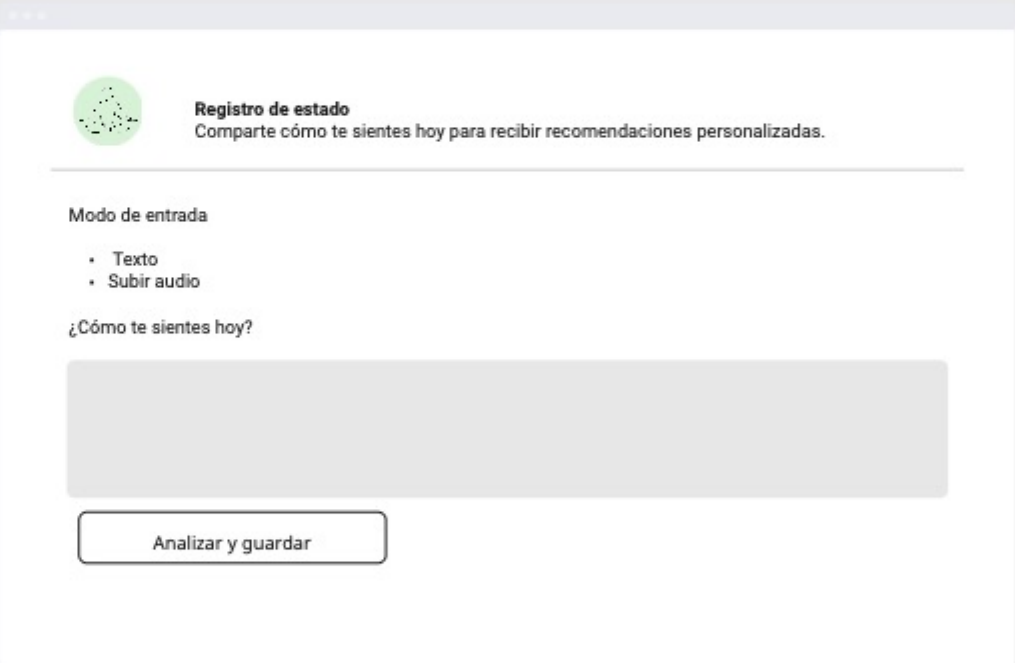 Registro de estado
Comparte cómo te sientes hoy para recibir recomendaciones personalizadas.
Modo de entrada
• Texto
• Subir audio
¿Cómo te sientes hoy?
Analizar y guardar